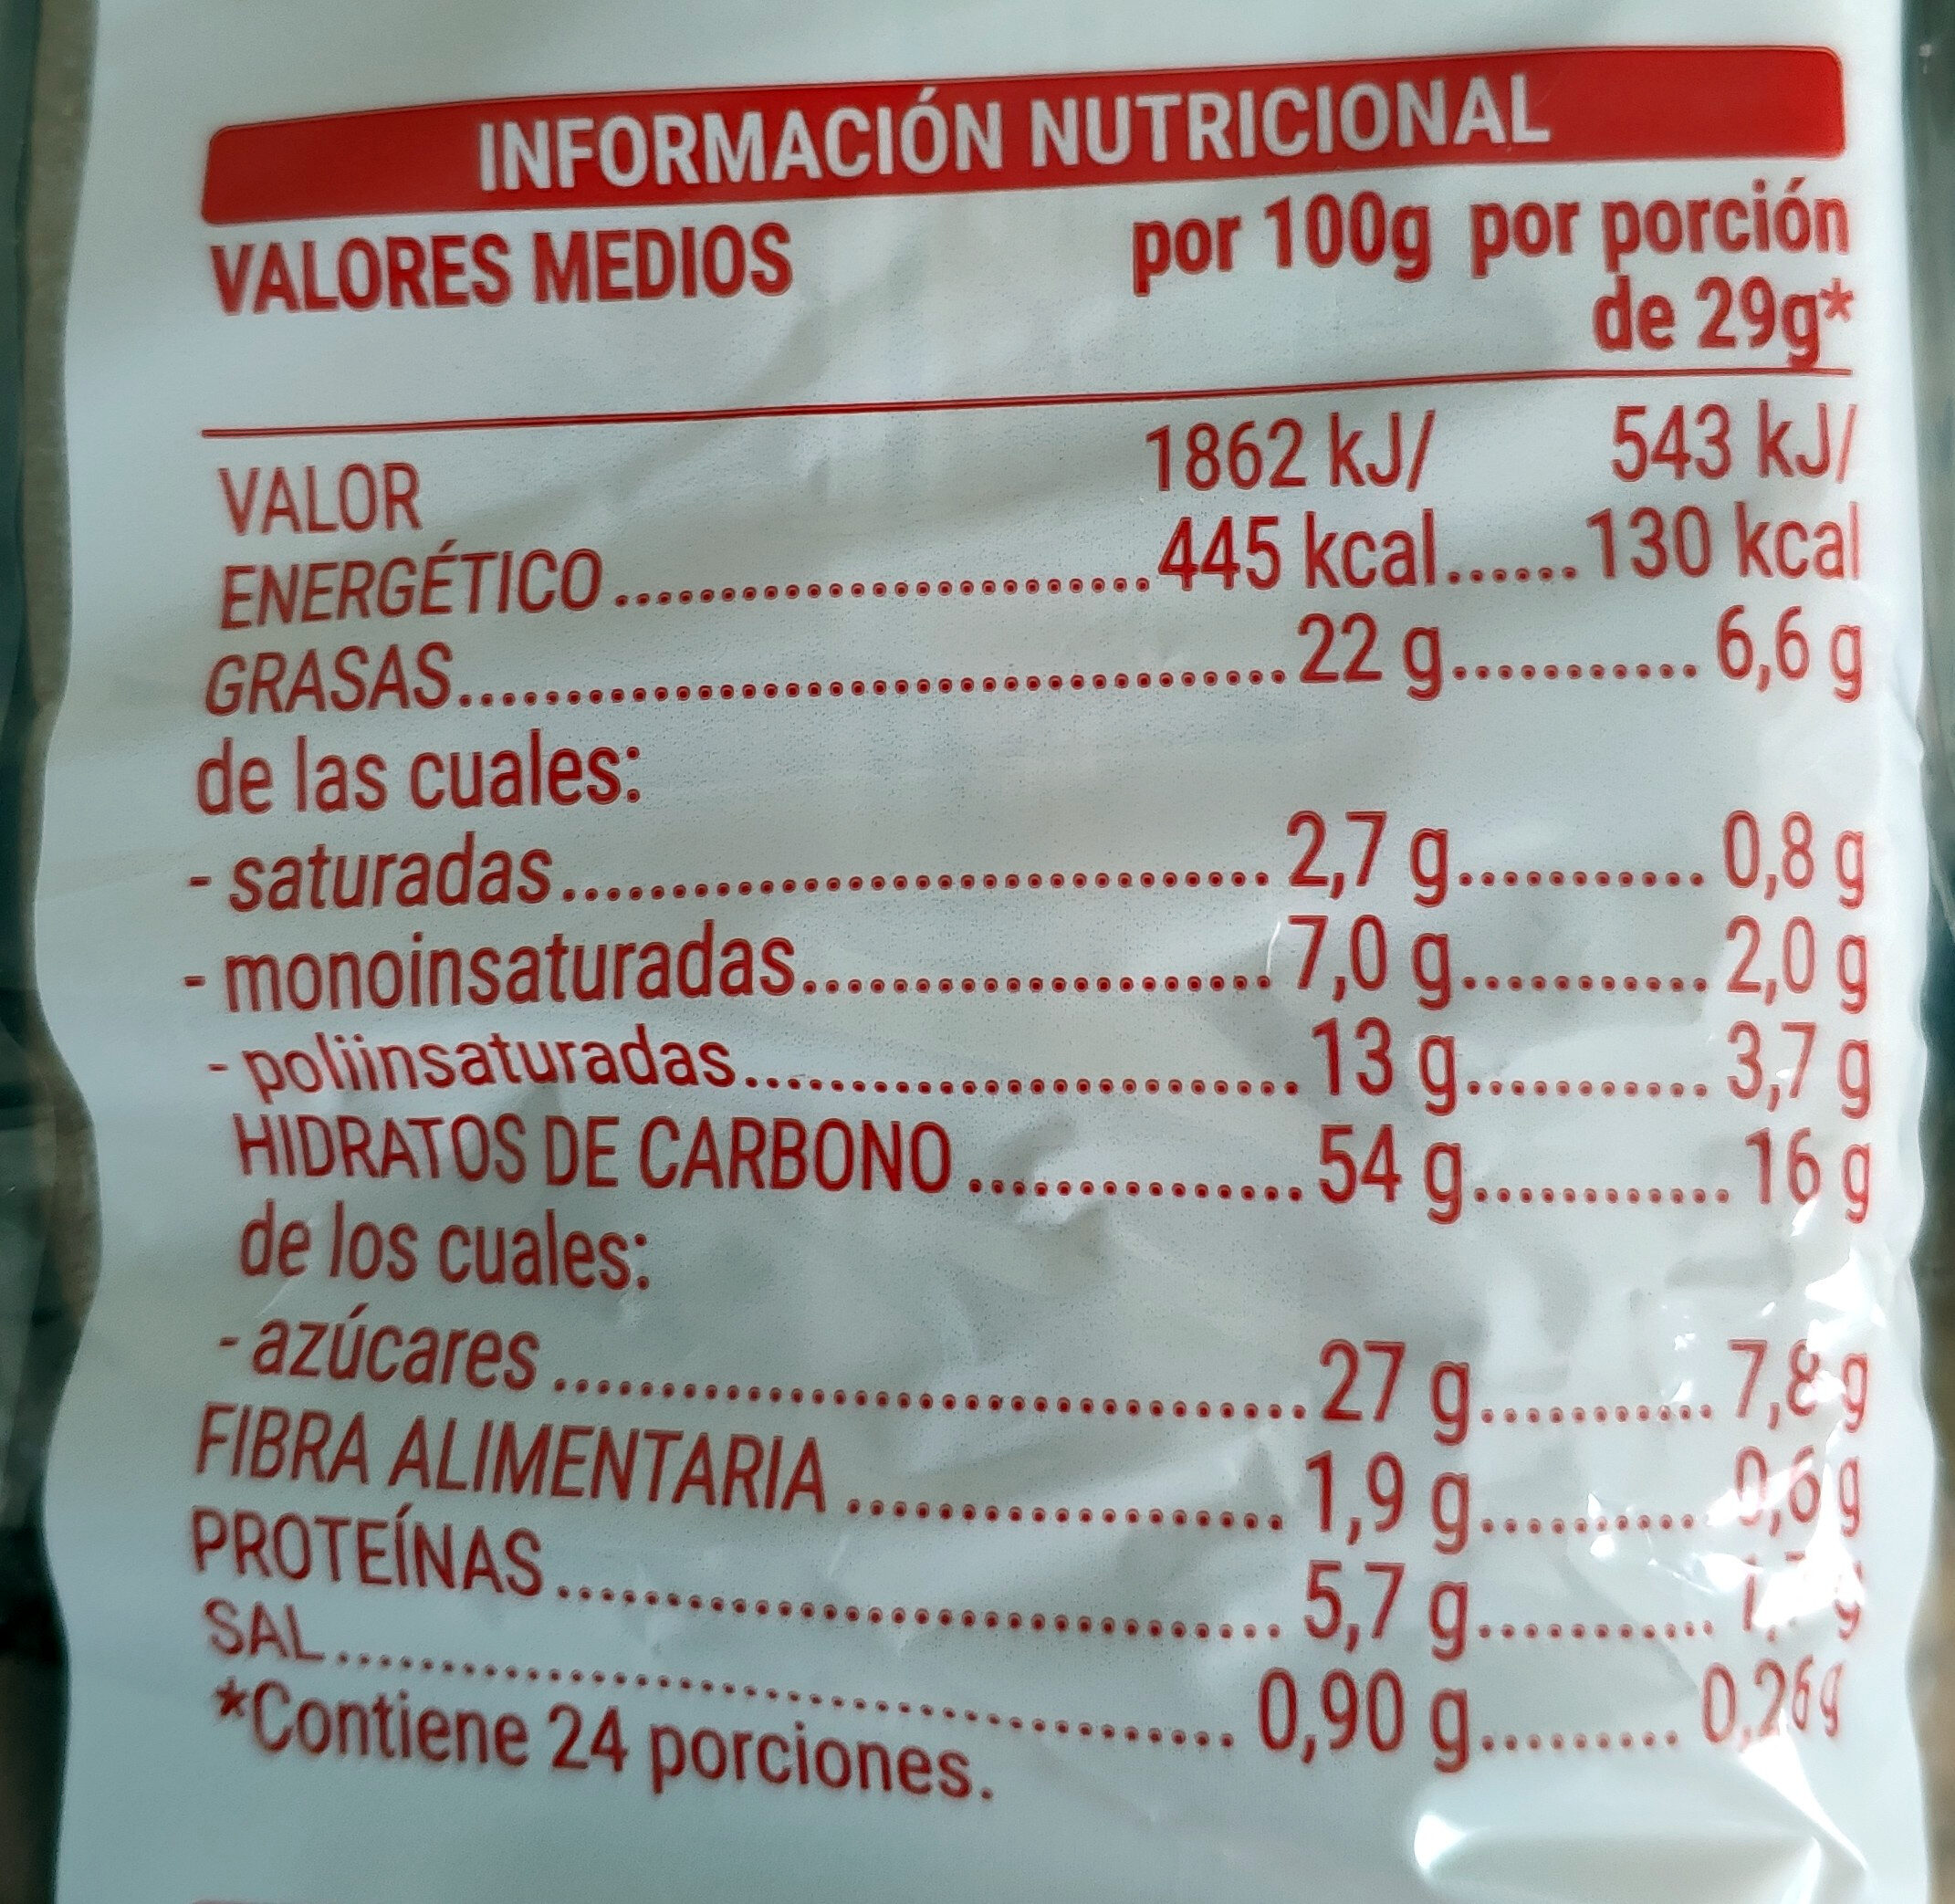 INFORMACIÓN NUTRICIONAL
VALORES MEDIOS por 100g por porción
de 29g*
VALOR 1862 kJ/ 543 kJ/
ENERGÉTICO............................445 kcal......130 kcal
GRASAS............................22 g...........6,6 g
de las cuales:
- saturadas............................2,7 g...........0,8 g
- monoinsaturadas......................7,0 g...........2,0 g
- poliinsaturadas......................13 g...........3,7 g
HIDRATOS DE CARBONO................54 g............16 g
de los cuales:
- azúcares............................27 g...........7,8 g
FIBRA ALIMENTARIA....................1,9 g..........0,6 g
PROTEÍNAS............................5,7 g...........
SAL............................0,90 g.........0,26 g
*Contiene 24 porciones.